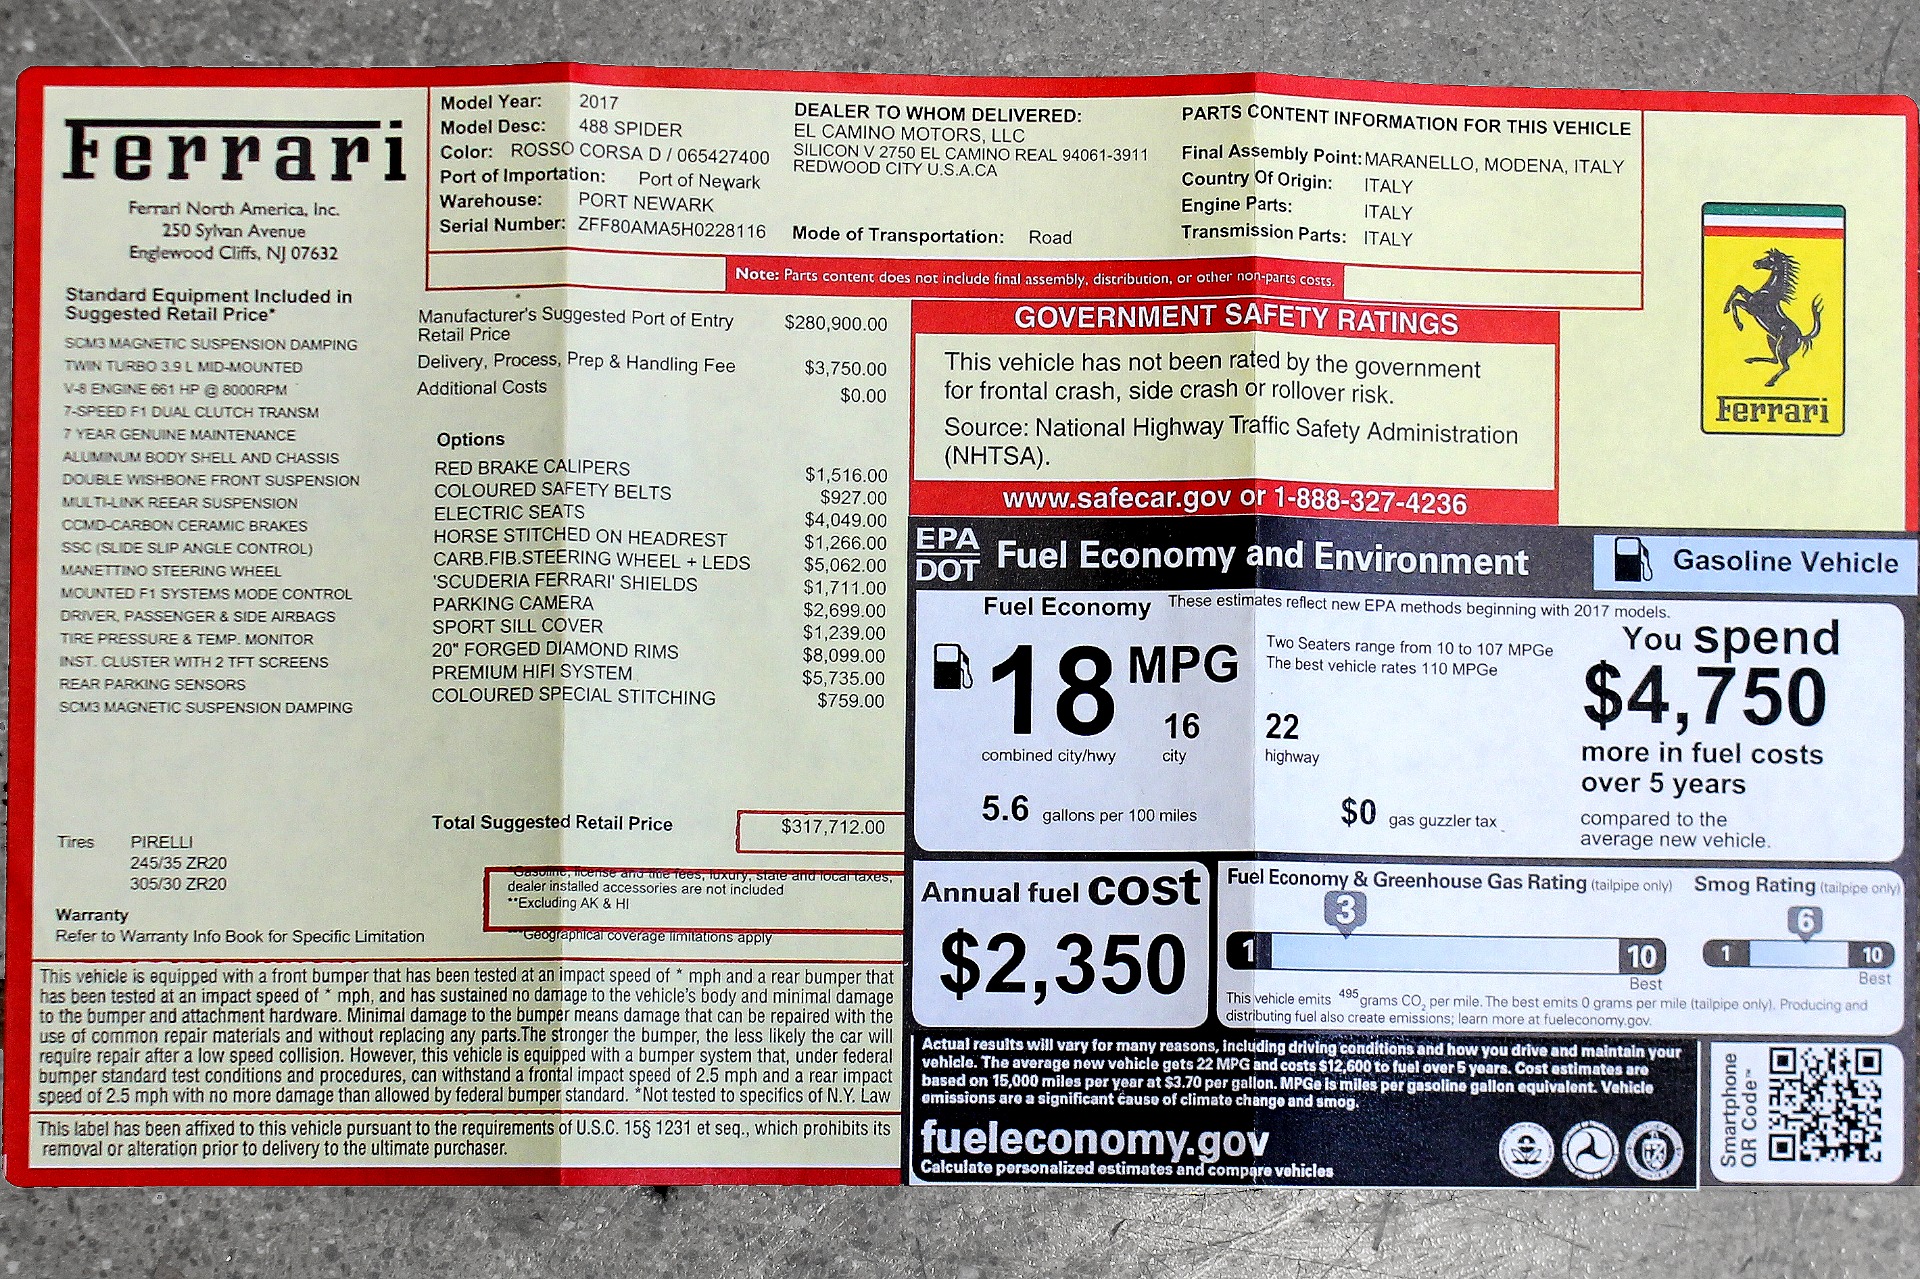 Ferrari
Ferrari North America, Inc.
250 Sylvan Avenue
Englewood Cliffs, NJ 07632
Standard Equipment Included in
Suggested Retail Price*
SCM3 MAGNETIC SUSPENSION DAMPING
TWIN TURBO 3.9 L MID-MOUNTED
V-8 ENGINE 661 HP @ 8000RPM
7-SPEED F1 DUAL CLUTCH TRANSM
7 YEAR GENUINE MAINTENANCE
ALUMINUM BODY SHELL AND CHASSIS
DOUBLE WISHBONE FRONT SUSPENSION
MULTI-LINK REEAR SUSPENSION
CCMD-CARBON CERAMIC BRAKES
SSC (SLIDE SLIP ANGLE CONTROL)
MANETTINO STEERING WHEEL
MOUNTED F1 SYSTEMS MODE CONTROL
DRIVER, PASSENGER & SIDE AIRBAGS
TIRE PRESSURE & TEMP. MONITOR
INST. CLUSTER WITH 2 TFT SCREENS
REAR PARKING SENSORS
SCM3 MAGNETIC SUSPENSION DAMPING
Tires PIRELLI
245/35 ZR20
305/30 ZR20
Warranty
Refer to Warranty Info Book for Specific Limitation
Model Year: 2017
Model Desc: 488 SPIDER
Color: ROSSO CORSA D / 065427400
Port of Importation: Port of Newark
Warehouse: PORT NEWARK
Serial Number: ZFF80AMA5H0228116
DEALER TO WHOM DELIVERED:
EL CAMINO MOTORS, LLC
SILICON V 2750 EL CAMINO REAL 94061-3911
REDWOOD CITY U.S.A.CA
Mode of Transportation: Road
PARTS CONTENT INFORMATION FOR THIS VEHICLE
Final Assembly Point: MARANELLO, MODENA, ITALY
Country Of Origin: ITALY
Engine Parts: ITALY
Transmission Parts: ITALY
Note: Parts content does not include final assembly, distribution, or other non-parts costs.
Manufacturer's Suggested Port of Entry
Retail Price $280,900.00
Delivery, Process, Prep & Handling Fee $3,750.00
Additional Costs $0.00
Options
RED BRAKE CALIPERS $1,516.00
COLOURED SAFETY BELTS $927.00
ELECTRIC SEATS $4,049.00
HORSE STITCHED ON HEADREST $1,266.00
CARB.FIB.STEERING WHEEL + LEDS $5,062.00
'SCUDERIA FERRARI' SHIELDS $1,711.00
PARKING CAMERA $2,699.00
SPORT SILL COVER $1,239.00
20" FORGED DIAMOND RIMS $8,099.00
PREMIUM HIFI SYSTEM $5,735.00
COLOURED SPECIAL STITCHING $759.00
Total Suggested Retail Price $317,712.00
*Gasoline, license and title fees, luxury, state and local taxes,
dealer installed accessories are not included
**Excluding AK & HI
***Geographical coverage limitations apply
This vehicle is equipped with a front bumper that has been tested at an impact speed of * mph and a rear bumper that
has been tested at an impact speed of * mph, and has sustained no damage to the vehicle's body and minimal damage
to the bumper and attachment hardware. Minimal damage to the bumper means damage that can be repaired with the
use of common repair materials and without replacing any parts.The stronger the bumper, the less likely the car will
require repair after a low speed collision. However, this vehicle is equipped with a bumper system that, under federal
bumper standard test conditions and procedures, can withstand a frontal impact speed of 2.5 mph and a rear impact
speed of 2.5 mph with no more damage than allowed by federal bumper standard. *Not tested to specifics of N.Y. Law
This label has been affixed to this vehicle pursuant to the requirements of U.S.C. 15§ 1231 et seq., which prohibits its
removal or alteration prior to delivery to the ultimate purchaser.
GOVERNMENT SAFETY RATINGS
This vehicle has not been rated by the government
for frontal crash, side crash or rollover risk.
Source: National Highway Traffic Safety Administration
(NHTSA).
www.safecar.gov or 1-888-327-4236
Ferrari
EPA
DOT
Fuel Economy and Environment
Gasoline Vehicle
Fuel Economy
These estimates reflect new EPA methods beginning with 2017 models.
18 MPG
combined city/hwy
16
city
22
highway
Two Seaters range from 10 to 107 MPGe
The best vehicle rates 110 MPGe
5.6 gallons per 100 miles
$0 gas guzzler tax
You spend
$4,750
more in fuel costs
over 5 years
compared to the
average new vehicle.
Annual fuel cost
$2,350
Fuel Economy & Greenhouse Gas Rating (tailpipe only)
3
1 10
Best
Smog Rating (tailpipe only)
6
1 10
Best
This vehicle emits 495 grams CO2 per mile. The best emits 0 grams per mile (tailpipe only). Producing and
distributing fuel also create emissions; learn more at fueleconomy.gov.
Actual results will vary for many reasons, including driving conditions and how you drive and maintain your
vehicle. The average new vehicle gets 22 MPG and costs $12,600 to fuel over 5 years. Cost estimates are
based on 15,000 miles per year at $3.70 per gallon. MPGe is miles per gasoline gallon equivalent. Vehicle
emissions are a significant cause of climate change and smog.
fueleconomy.gov
Calculate personalized estimates and compare vehicles
Smartphone
QR Code™